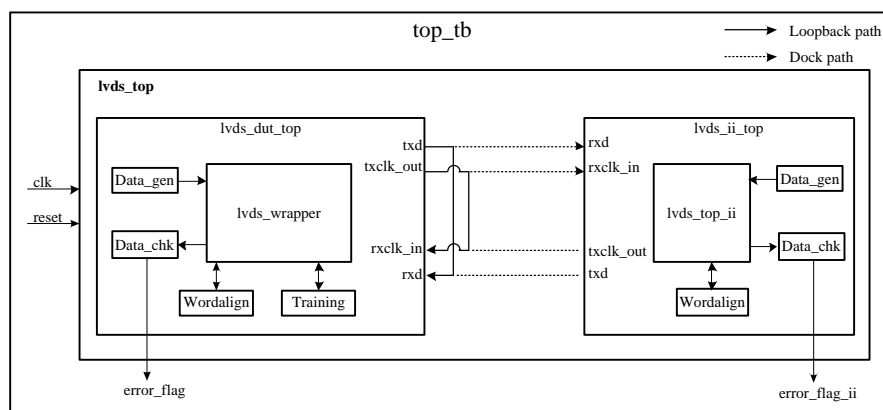 top_tb
Loopback path
Dock path
lvds_top
lvds_dut_top
lvds_ii_top
clk
reset
Data_gen
Data_chk
lvds_wrapper
Wordalign
Training
txd
txclk_out
rxclk_in
rxd
rxd
rxclk_in
txclk_out
txd
lvds_top_ii
Data_gen
Data_chk
Wordalign
error_flag
error_flag_ii